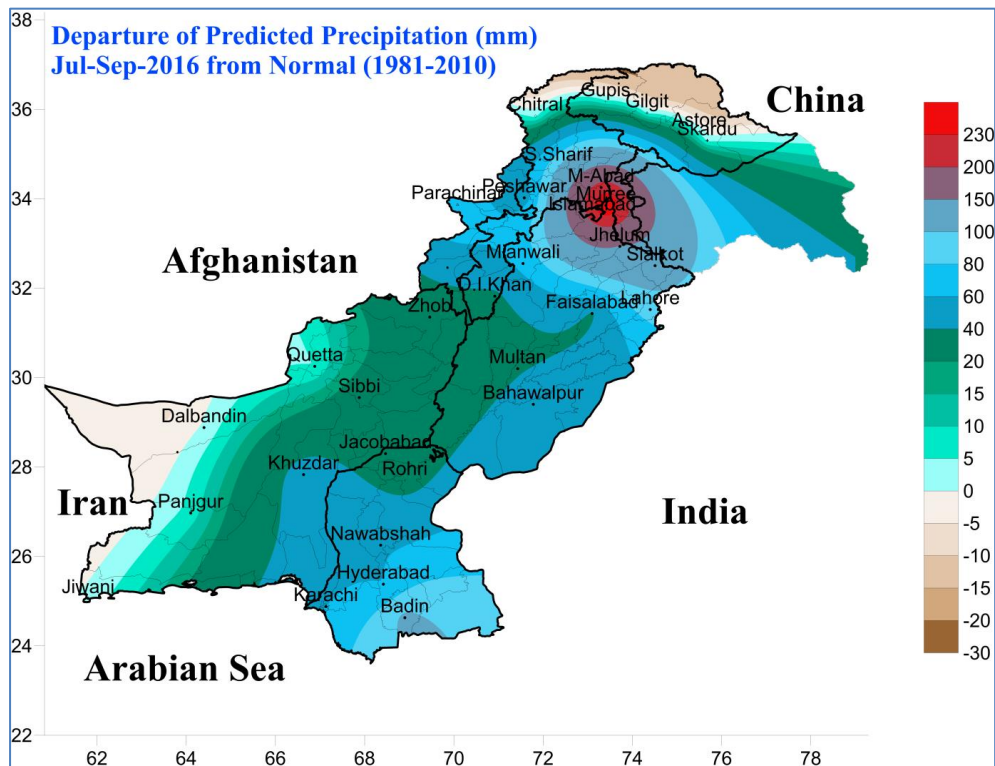 Departure of Predicted Precipitation (mm)
Jul-Sep-2016 from Normal (1981-2010)
38
36
34
32
30
28
26
24
22
62
64
66
68
70
72
74
76
78
China
Afghanistan
Iran
India
Arabian Sea
Gupis
Chitral
Gilgit
Astore
Skardu
S.Sharif
M-Abad
Peshawar
Parachinar
Murree
Islamabad
Jhelum
Mianwali
Sialkot
D.I.Khan
Faisalabad
Lahore
Zhob
Quetta
Multan
Sibbi
Bahawalpur
Dalbandin
Jacobabad
Khuzdar
Rohri
Panjgur
Nawabshah
Hyderabad
Jiwani
Karachi
Badin
230
200
150
100
80
60
40
20
15
10
5
0
-5
-10
-15
-20
-30